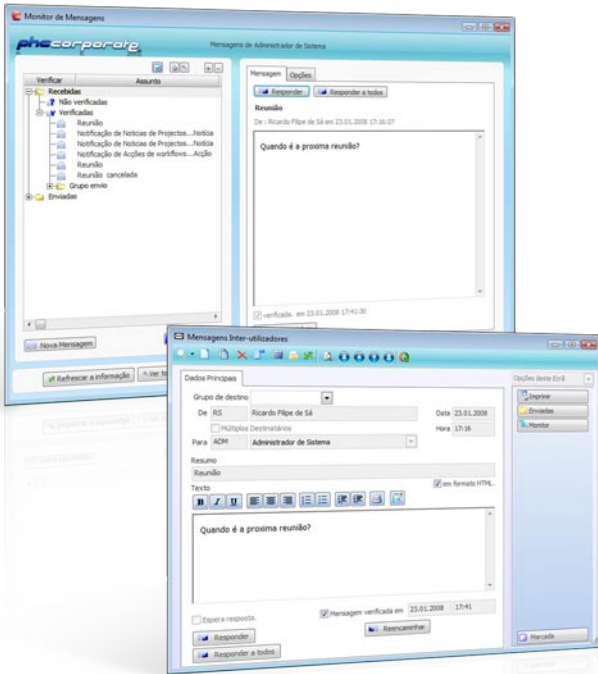 Monitor de Mensagens
phccorporate
Mensagens de Administrador de Sistema
Verificar Assunto
Recebidas
Não verificadas
Verificadas
Reunião
Notificação de Noticias de Projectos....Notícia
Notificação de Noticias de Projectos....Notícia
Notificação de Acções de workflows....Acção
Reunião
Reunião cancelada
Grupo envio
Enviadas
Nova Mensagem
Refrescar a informação
Ver to
Mensagem Opções
Responder Responder a todos
Reunião
De : Ricardo Filipe de Sá em 23.01.2008 17:16:27
Quando é a proxima reunião?
verificada. em 23.01.2008 17:41:30
Mensagens Inter-utilizadores
Dados Principais
Grupo de destino
De RS Ricardo Filipe de Sá Data 23.01.2008
Múltiplos Destinatários Hora 17:16
Para ADM Administrador de Sistema
Resumo
Reunião
Texto em formato HTML.
B I U
Quando é a proxima reunião?
Espera resposta. Mensagem verificada em 23.01.2008 17:41
Responder Reencaminhar
Responder a todos
Opções deste Ecrã
Imprimir
Enviadas
Monitor
Marcada